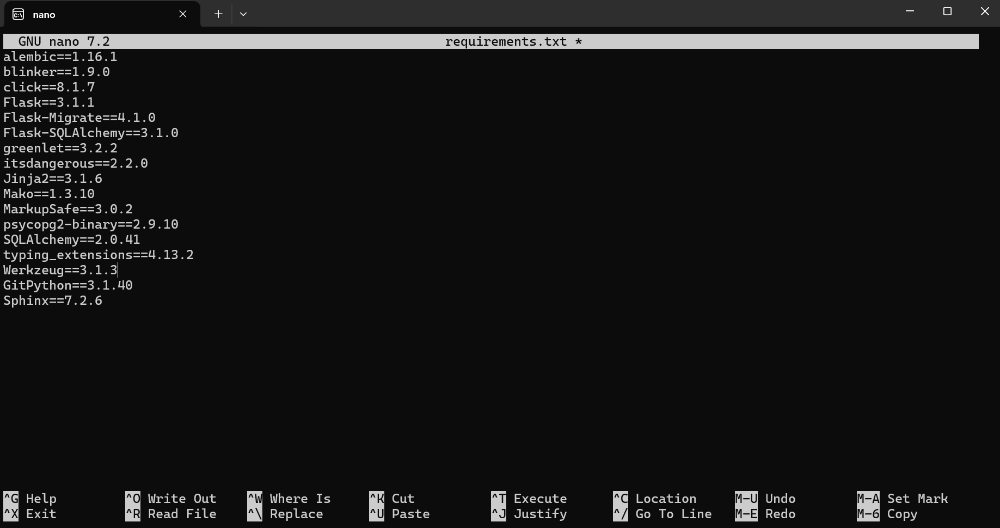 nano
GNU nano 7.2 requirements.txt *
alembic==1.16.1
blinker==1.9.0
click==8.1.7
Flask==3.1.1
Flask-Migrate==4.1.0
Flask-SQLAlchemy==3.1.0
greenlet==3.2.2
itsdangerous==2.2.0
Jinja2==3.1.6
Mako==1.3.10
MarkupSafe==3.0.2
psycopg2-binary==2.9.10
SQLAlchemy==2.0.41
typing_extensions==4.13.2
Werkzeug==3.1.3
GitPython==3.1.40
Sphinx==7.2.6
^G Help ^O Write Out ^W Where Is ^K Cut ^T Execute ^C Location M-U Undo M-A Set Mark
^X Exit ^R Read File ^\ Replace ^U Paste ^J Justify ^/ Go To Line M-E Redo M-6 Copy